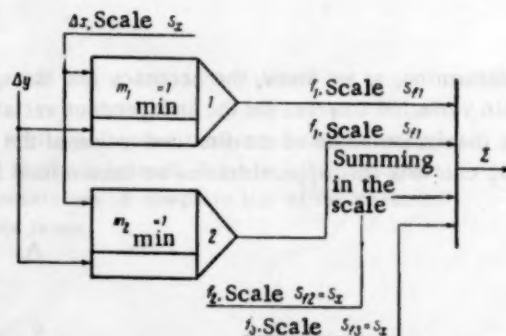 Δx, Scale S_x
Δy
m_1 =1
min
1
f_1. Scale S_f1
f_1. Scale S_f1
Summing
in the
scale
Σ
m_2 =1
min
2
f_2. Scale S_f2=S_x
f_3. Scale S_f3=S_x